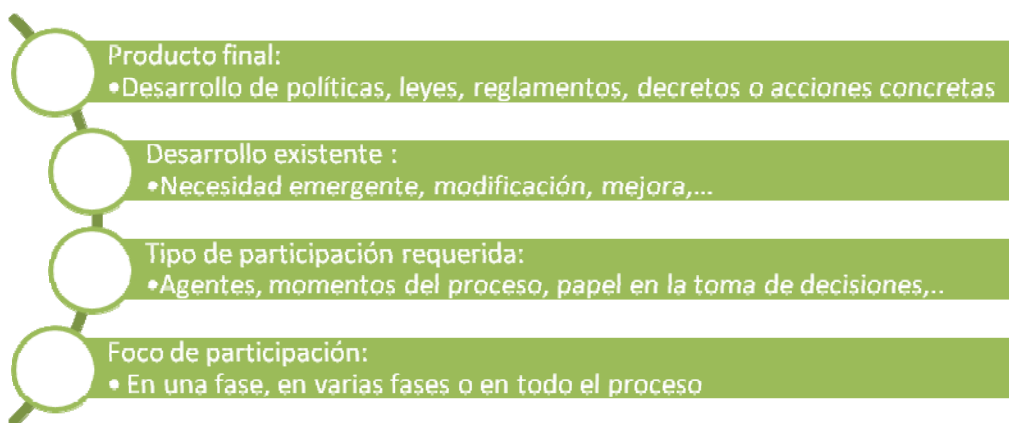 Producto final:
•Desarrollo de políticas, leyes, reglamentos, decretos o acciones concretas
Desarrollo existente :
•Necesidad emergente, modificación, mejora,...
Tipo de participación requerida:
•Agentes, momentos del proceso, papel en la toma de decisiones,..
Foco de participación:
• En una fase, en varias fases o en todo el proceso